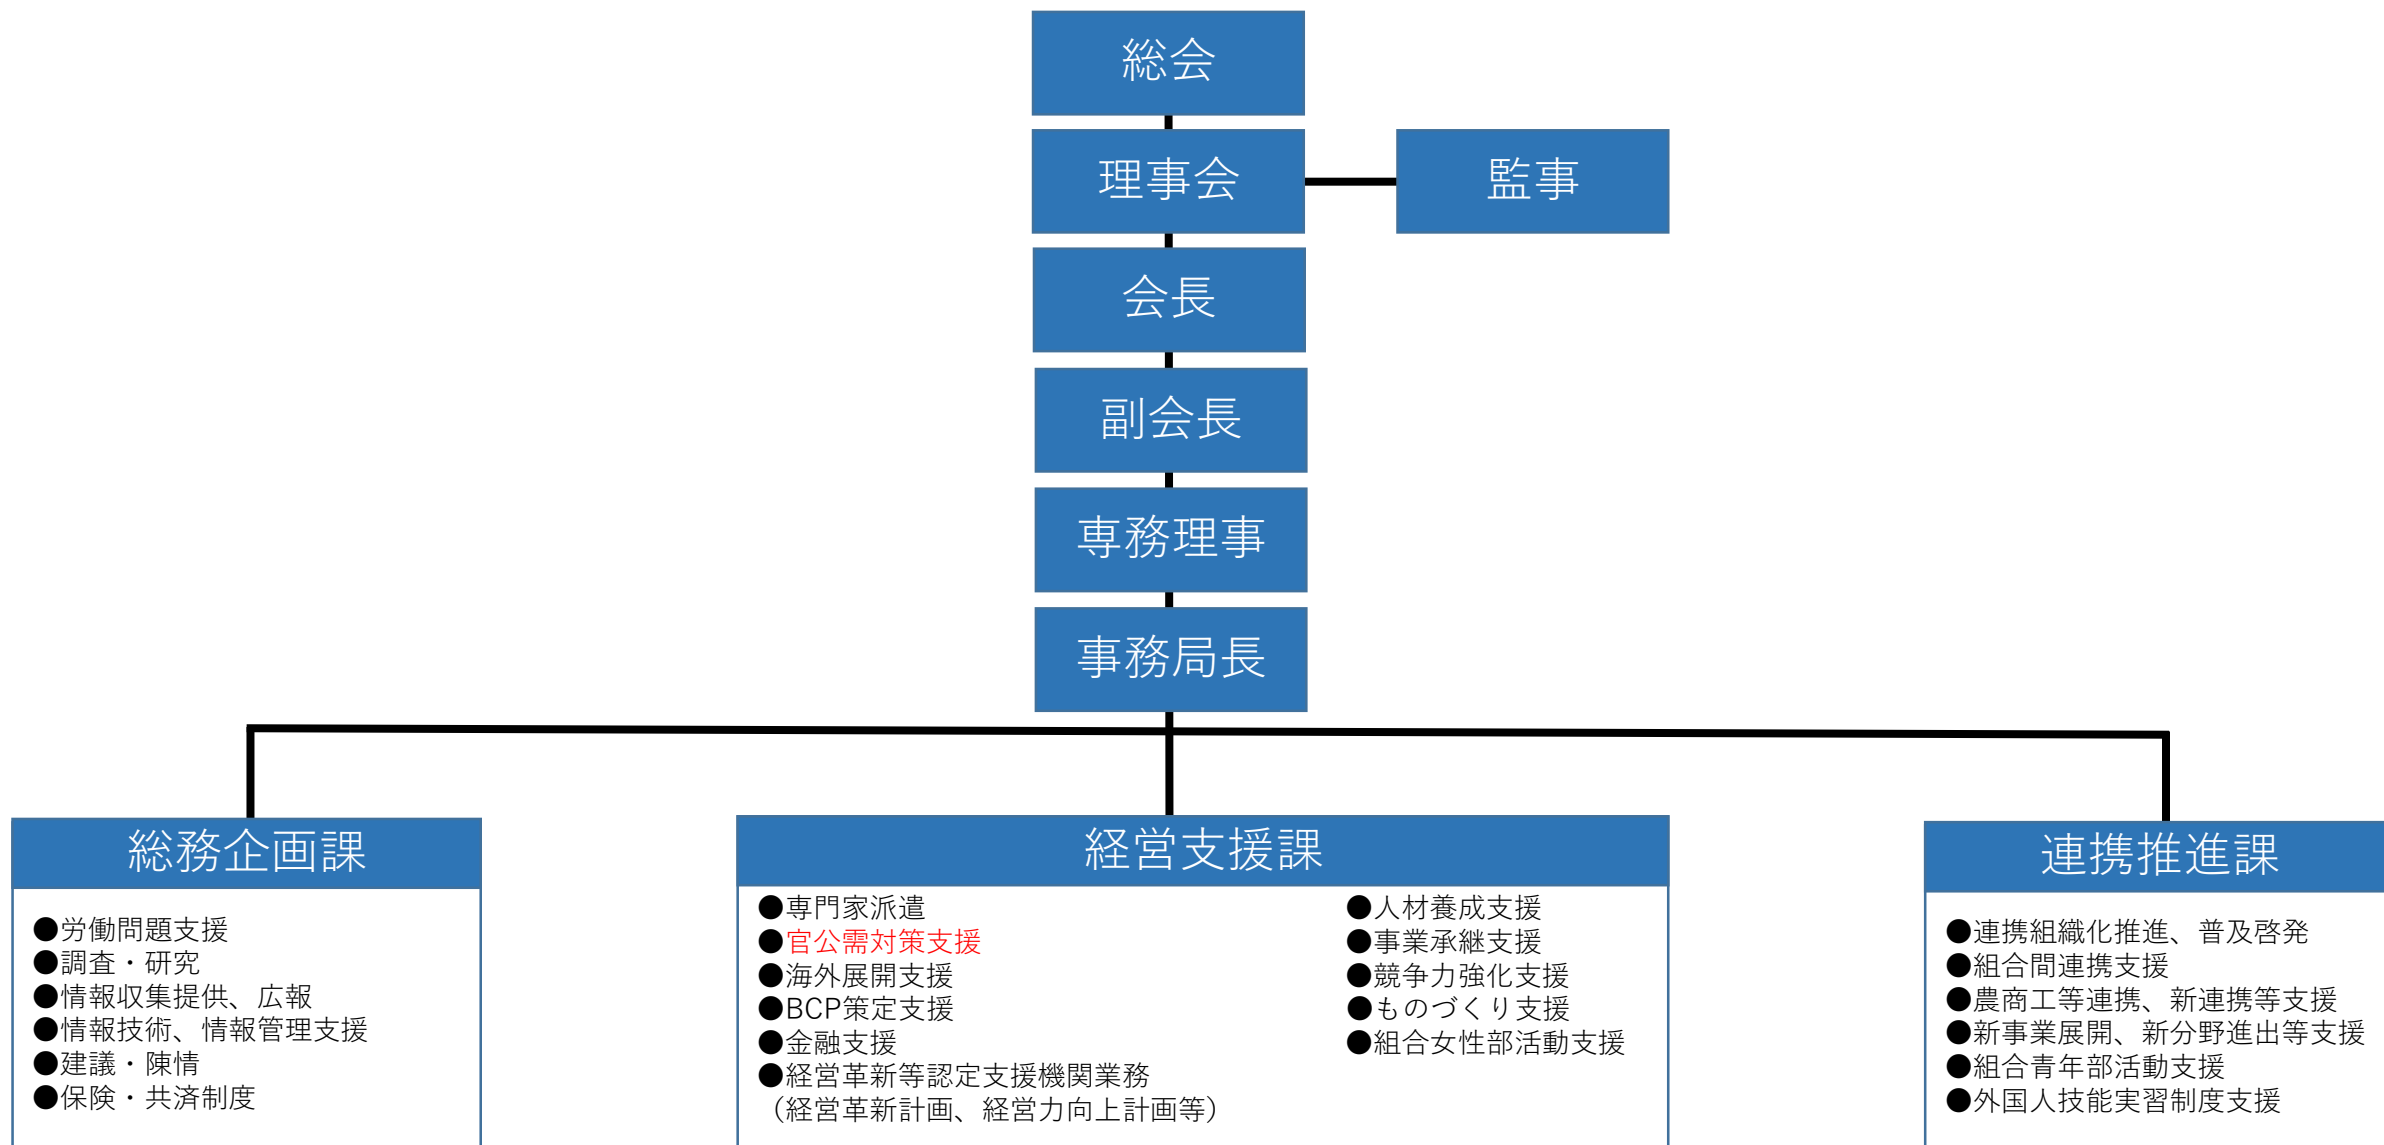 総会
理事会
監事
会長
副会長
専務理事
事務局長
総務企画課
●労働問題支援
●調査・研究
●情報収集提供、広報
●情報技術、情報管理支援
●建議・陳情
●保険・共済制度
経営支援課
●専門家派遣
●官公需対策支援
●海外展開支援
●BCP策定支援
●金融支援
●経営革新等認定支援機関業務
（経営革新計画、経営力向上計画等）
●人材養成支援
●事業承継支援
●競争力強化支援
●ものづくり支援
●組合女性部活動支援
連携推進課
●連携組織化推進、普及啓発
●組合間連携支援
●農商工等連携、新連携等支援
●新事業展開、新分野進出等支援
●組合青年部活動支援
●外国人技能実習制度支援